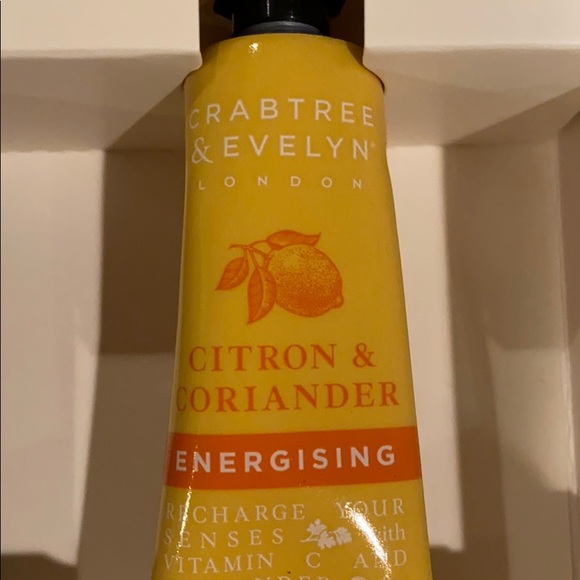 CRABTREE
& EVELYN®
LONDON
CITRON &
CORIANDER
ENERGISING
RECHARGE YOUR
SENSES with
VITAMIN C AND